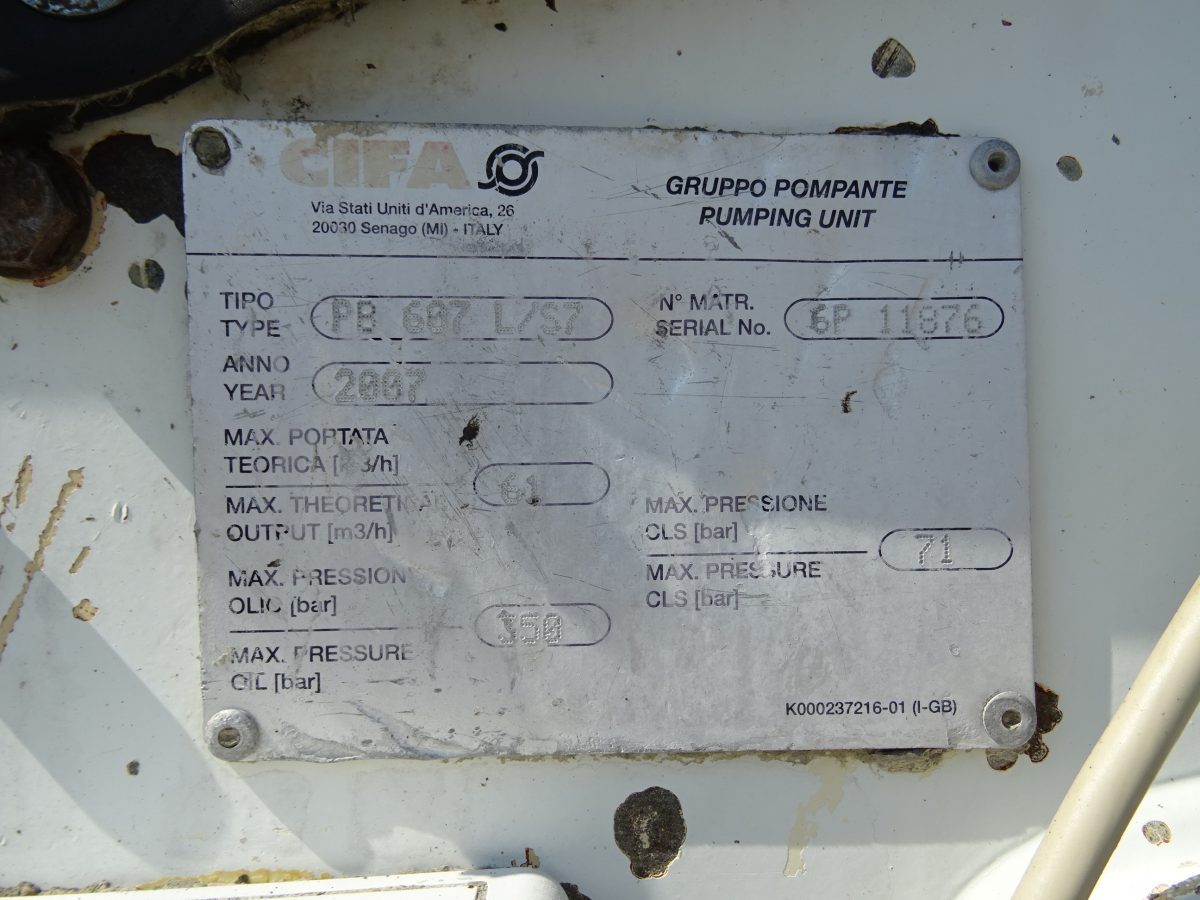 CIFA
Via Stati Uniti d'America, 26
20030 Senago (MI) - ITALY
GRUPPO POMPANTE
PUMPING UNIT
TIPO
TYPE
PB 607 L/S7
N° MATR.
SERIAL No.
6P 11876
ANNO
YEAR
2007
MAX. PORTATA
TEORICA [m3/h]
MAX. THEORETICAL
OUTPUT [m3/h]
61
MAX. PRESSIONE
CLS [bar]
MAX. PRESSURE
CLS [bar]
71
MAX. PRESSIONE
OLIO [bar]
MAX. PRESSURE
OIL [bar]
350
K000237216-01 (I-GB)